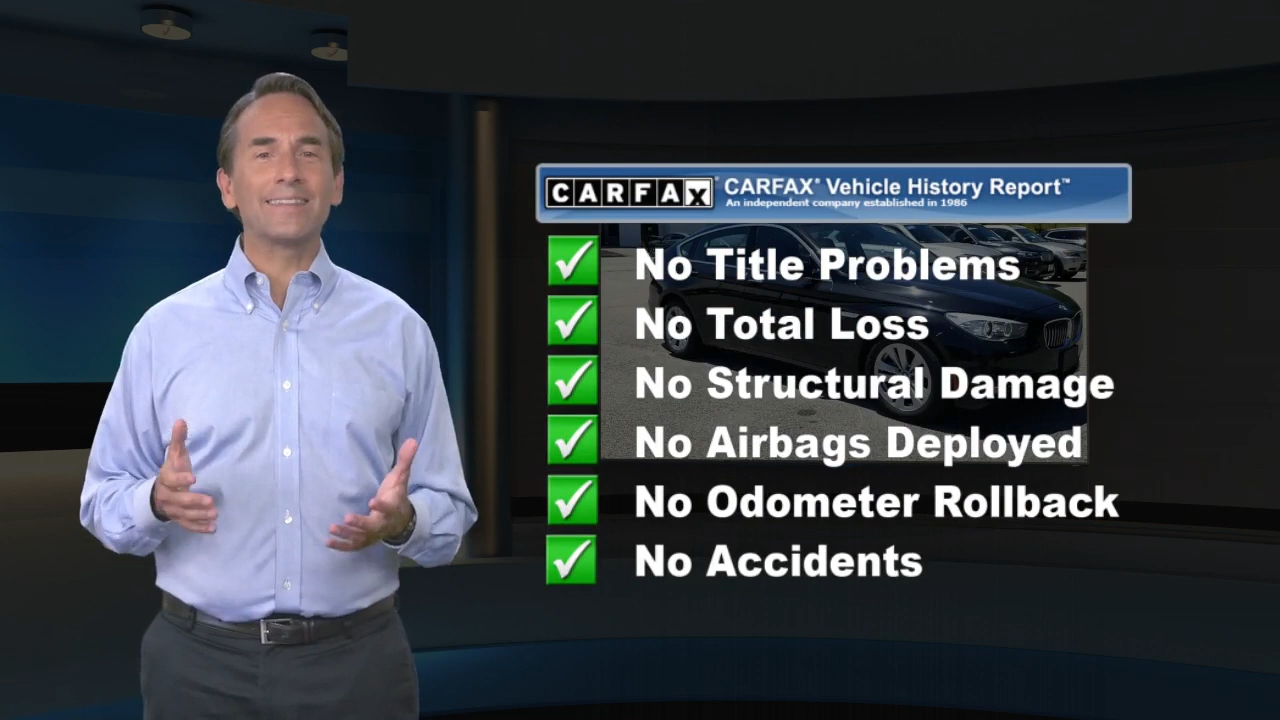 CARFAX
CARFAX® Vehicle History Report™
An independent company established in 1986
No Title Problems
No Total Loss
No Structural Damage
No Airbags Deployed
No Odometer Rollback
No Accidents